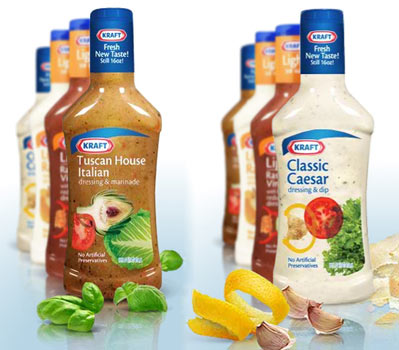 KRAFT
Fresh
New Taste!
Still 16oz!
KRAFT
Tuscan House
Italian
dressing & marinade
No Artificial
Preservatives
Light
KRAFT
Fresh
New Taste!
Still 16oz!
KRAFT
Classic
Caesar
dressing & dip
No Artificial
Preservatives